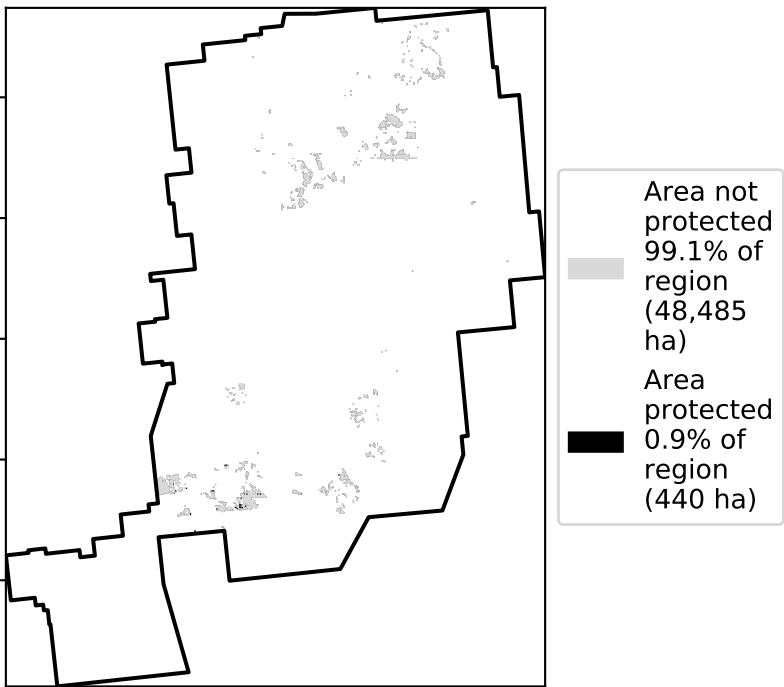 Area not
protected
99.1% of
region
(48,485
ha)
Area
protected
0.9% of
region
(440 ha)